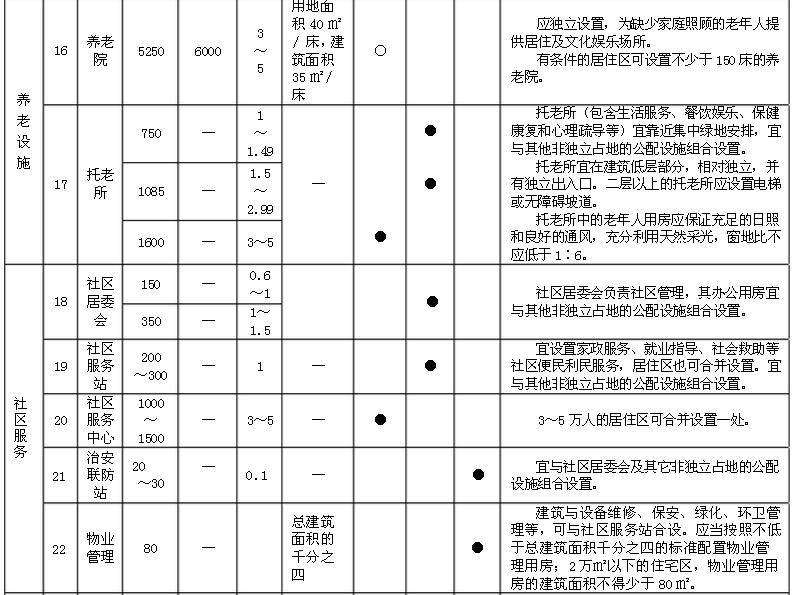 养老设施
16
养老院
5250
6000
3
～
5
用地面
积40㎡
/床，建
筑面积
35㎡/
床
○
应独立设置，为缺少家庭照顾的老年人提
供居住及文化娱乐场所。
有条件的居住区可设置不少于150床的养
老院。
17
托老所
750
—
1
～
1.49
●
1085
—
1.5
～
2.99
—
●
1600
—
3～5
●
托老所（包含生活服务、餐饮娱乐、保健
康复和心理疏导等）宜靠近集中绿地安排，宜
与其他非独立占地的公配设施组合设置。
托老所宜在建筑低层部分，相对独立，并
有独立出入口。二层以上的托老所应设置电梯
或无障碍坡道。
托老所中的老年人用房应保证充足的日照
和良好的通风，充分利用天然采光，窗地比不
应低于1∶6。
社区服务
18
社区
居委
会
150
—
0.6
～1
350
—
1～
1.5
●
社区居委会负责社区管理，其办公用房宜
与其他非独立占地的公配设施组合设置。
19
社区
服务
站
200
～300
—
1
—
●
宜设置家政服务、就业指导、社会救助等
社区便民利民服务，居住区也可合并设置。宜
与其他非独立占地的公配设施组合设置。
20
社区
服务
中心
1000
～
1500
—
3～5
—
●
3～5万人的居住区可合并设置一处。
21
治安
联防
站
20
～30
—
0.1
—
●
宜与社区居委会及其它非独立占地的公配
设施组合设置。
22
物业
管理
80
—
总建筑
面积的
千分之
四
●
建筑与设备维修、保安、绿化、环卫管
理等，可与社区服务站合设。应当按照不低
于总建筑面积千分之四的标准配置物业管
理用房；2万㎡以下的住宅区，物业管理用
房的建筑面积不得少于80㎡。